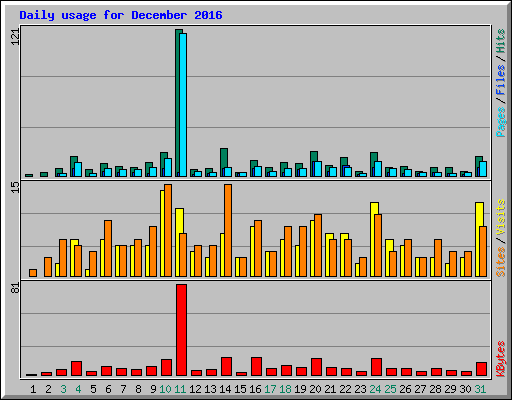 Daily usage for December 2016
121
Pages / Files / Hits
15
Sites / Visits
81
KBytes
1 2 3 4 5 6 7 8 9 10 11 12 13 14 15 16 17 18 19 20 21 22 23 24 25 26 27 28 29 30 31